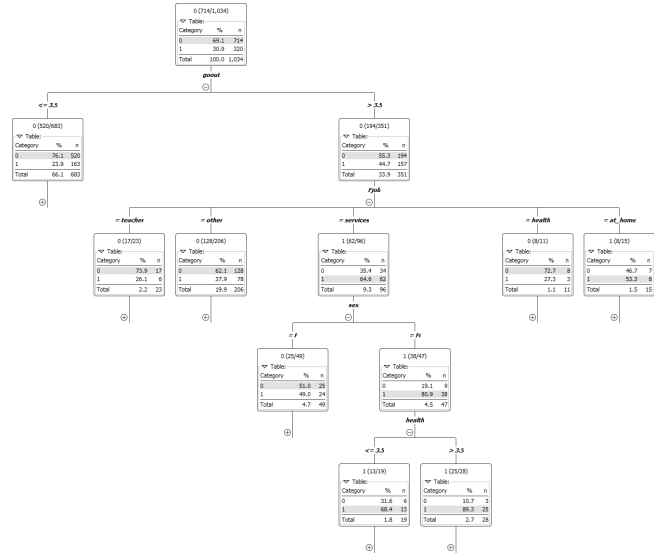 0 (714/1,034)
Table:
Category % n
0 69.1 714
1 30.9 320
Total 100.0 1,034
goout
<= 3.5
> 3.5
0 (520/683)
Table:
Category % n
0 76.1 520
1 23.9 163
Total 66.1 683
0 (194/351)
Table:
Category % n
0 55.3 194
1 44.7 157
Total 33.9 351
Fjob
= teacher
= other
= services
= health
= at_home
0 (17/23)
Table:
Category % n
0 73.9 17
1 26.1 6
Total 2.2 23
0 (128/206)
Table:
Category % n
0 62.1 128
1 37.9 78
Total 19.9 206
1 (62/96)
Table:
Category % n
0 35.4 34
1 64.6 62
Total 9.3 96
0 (8/11)
Table:
Category % n
0 72.7 8
1 27.3 3
Total 1.1 11
1 (8/15)
Table:
Category % n
0 46.7 7
1 53.3 8
Total 1.5 15
sex
= F
= M
0 (25/49)
Table:
Category % n
0 51.0 25
1 49.0 24
Total 4.7 49
1 (38/47)
Table:
Category % n
0 19.1 9
1 80.9 38
Total 4.5 47
health
<= 3.5
> 3.5
1 (13/19)
Table:
Category % n
0 31.6 6
1 68.4 13
Total 1.8 19
1 (25/28)
Table:
Category % n
0 10.7 3
1 89.3 25
Total 2.7 28